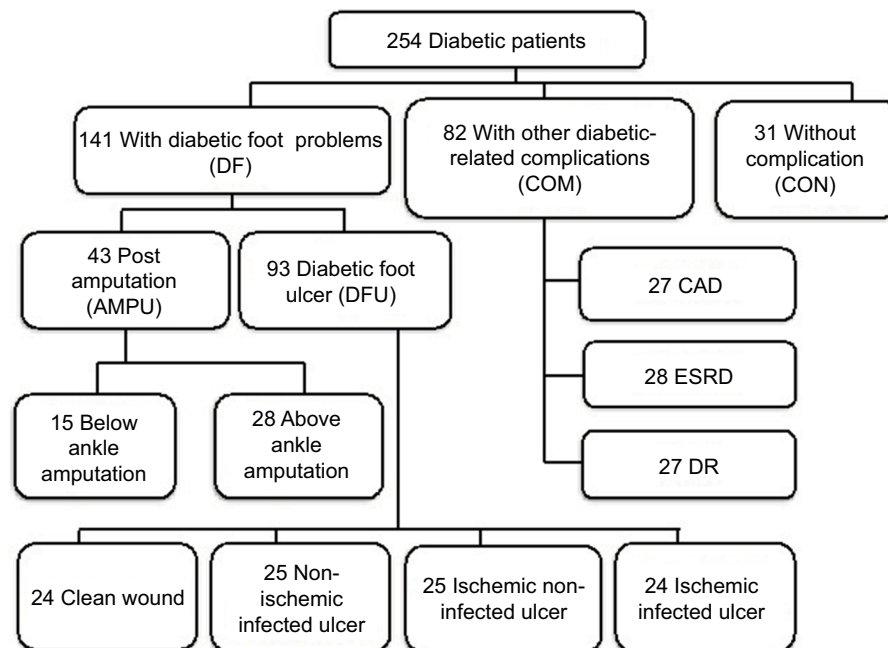 254 Diabetic patients
141 With diabetic foot problems
(DF)
82 With other diabetic-
related complications
(COM)
31 Without
complication
(CON)
43 Post
amputation
(AMPU)
93 Diabetic foot
ulcer (DFU)
27 CAD
28 ESRD
27 DR
15 Below
ankle
amputation
28 Above
ankle
amputation
24 Clean wound
25 Non-
ischemic
infected ulcer
25 Ischemic non-
infected ulcer
24 Ischemic
infected ulcer